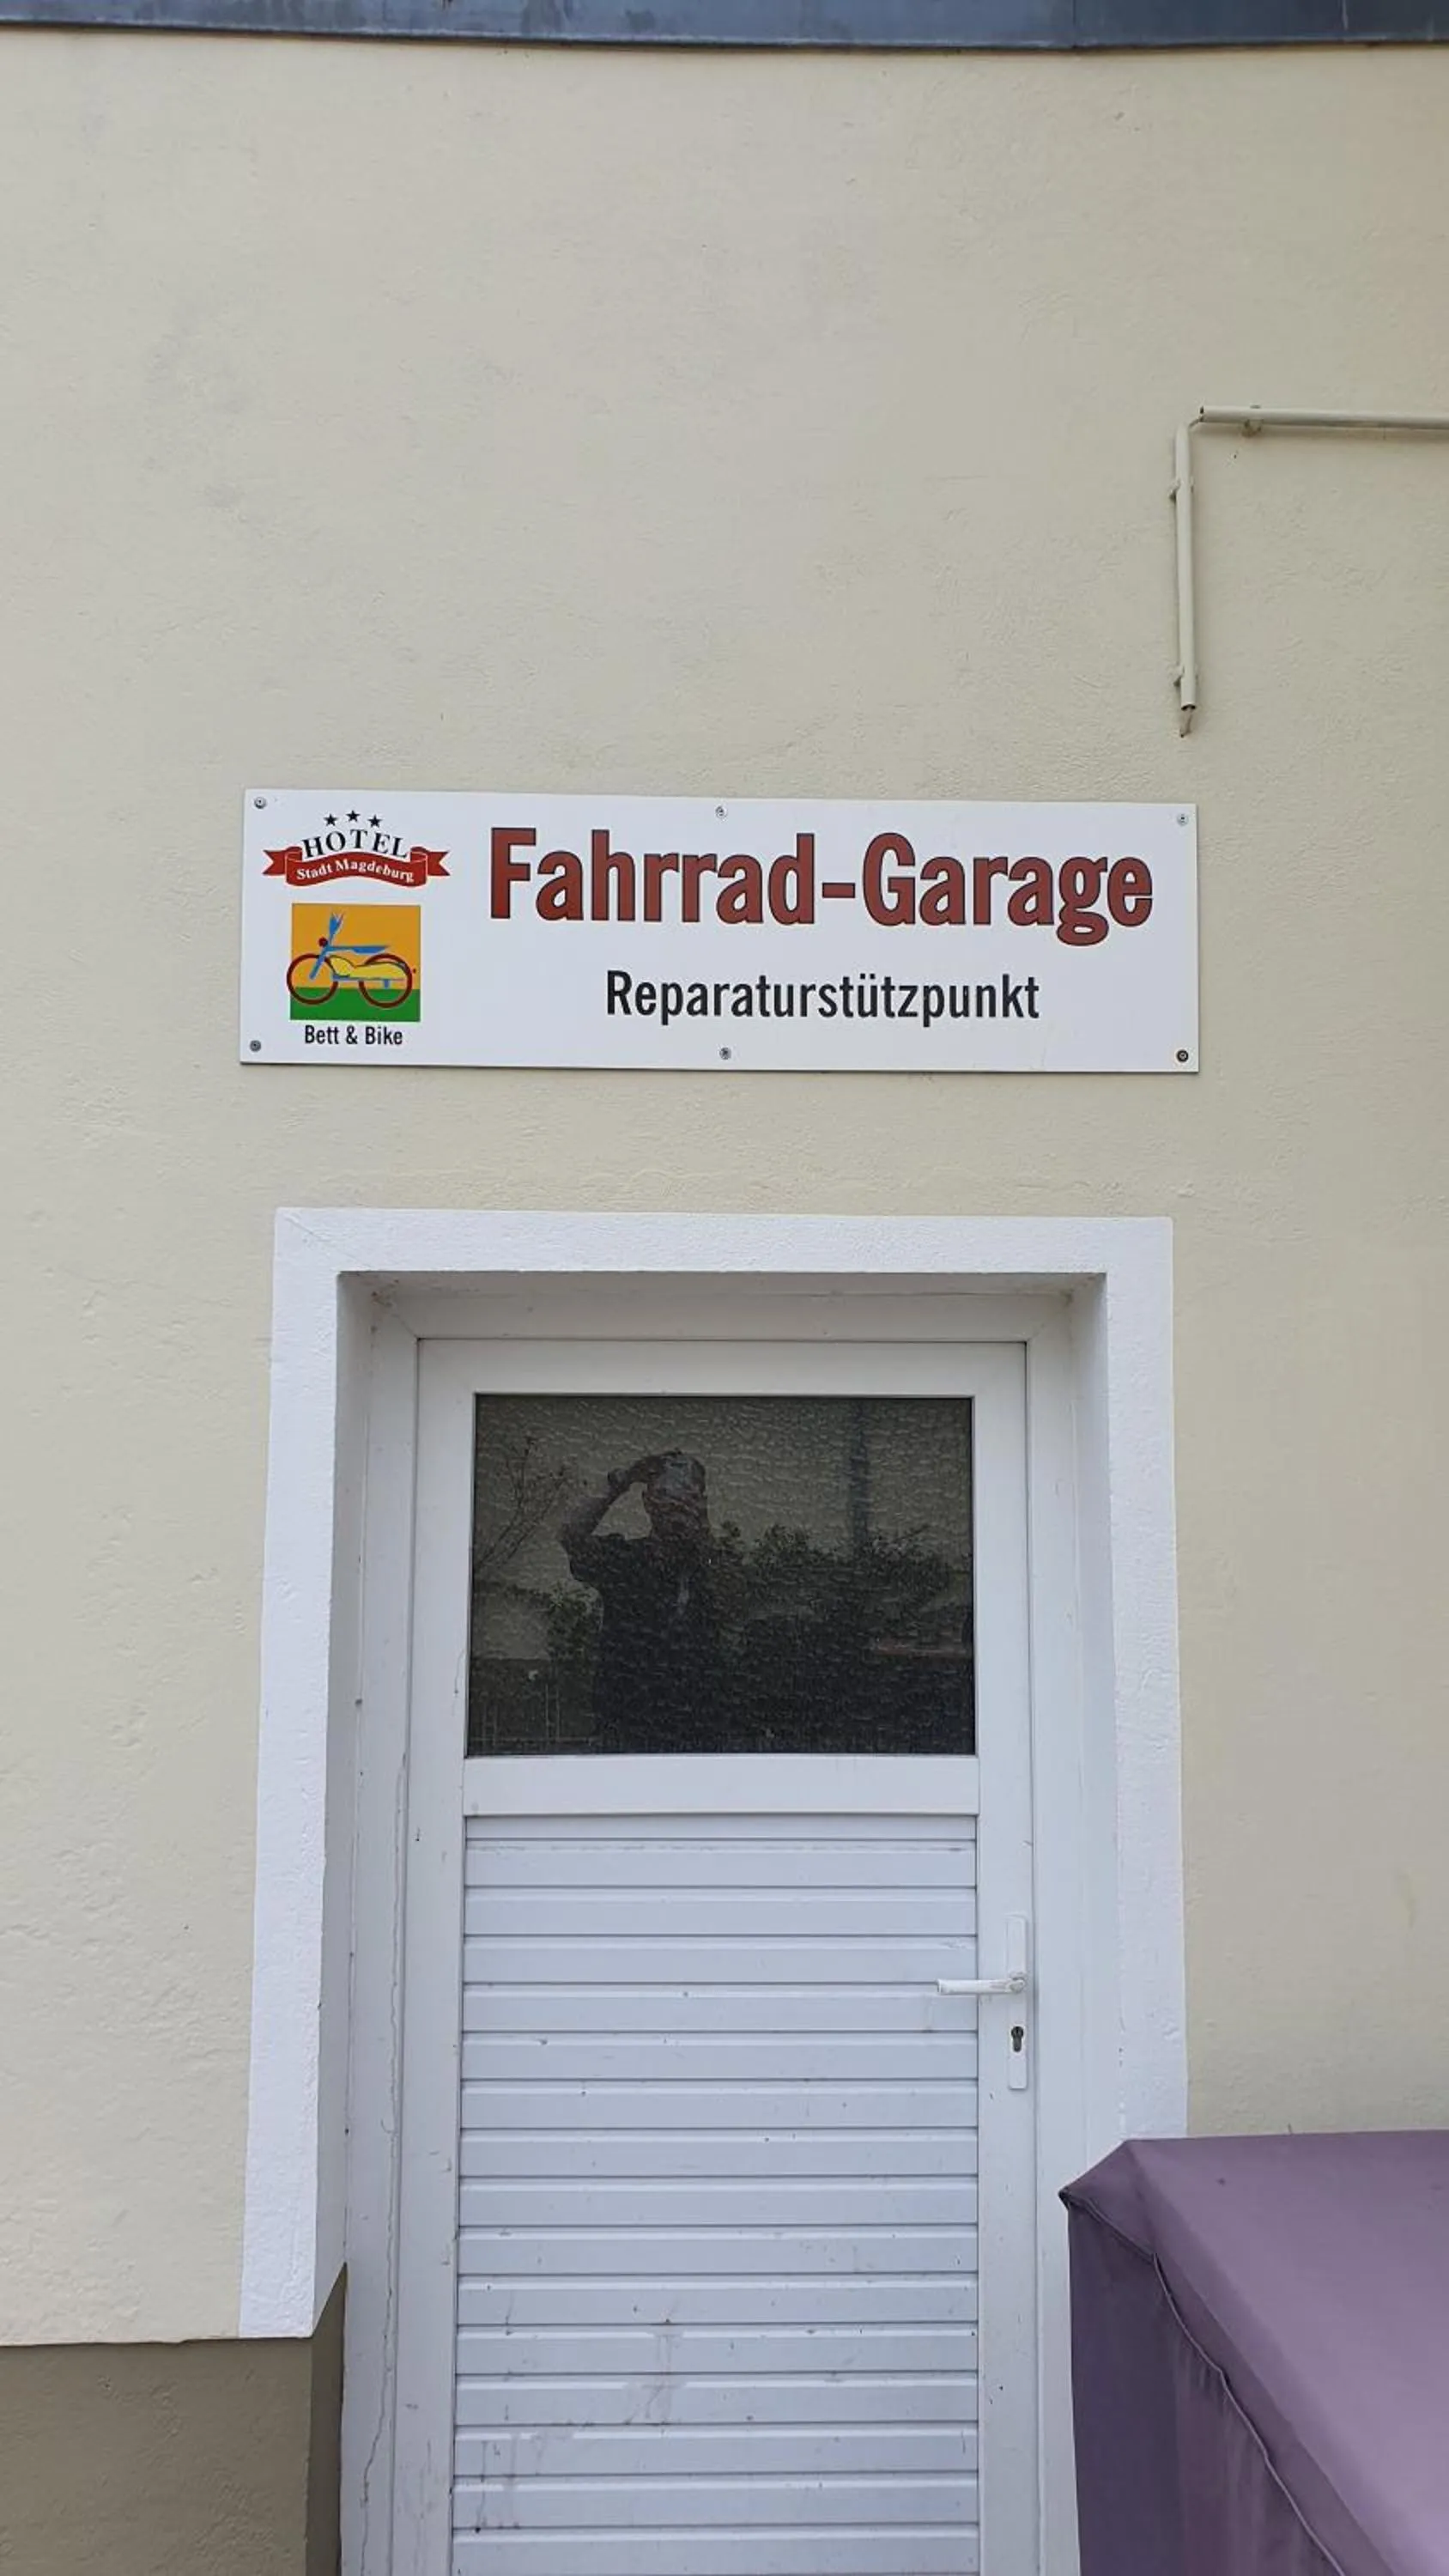 HOTEL
Stadt Magdeburg
Bett & Bike
Fahrrad-Garage
Reparaturstützpunkt